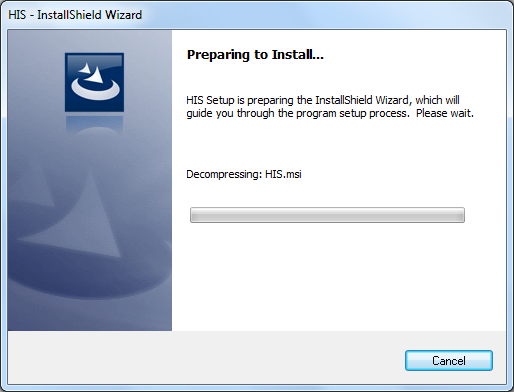 HIS - InstallShield Wizard
Preparing to Install...
HIS Setup is preparing the InstallShield Wizard, which will
guide you through the program setup process.  Please wait.
Decompressing: HIS.msi
Cancel